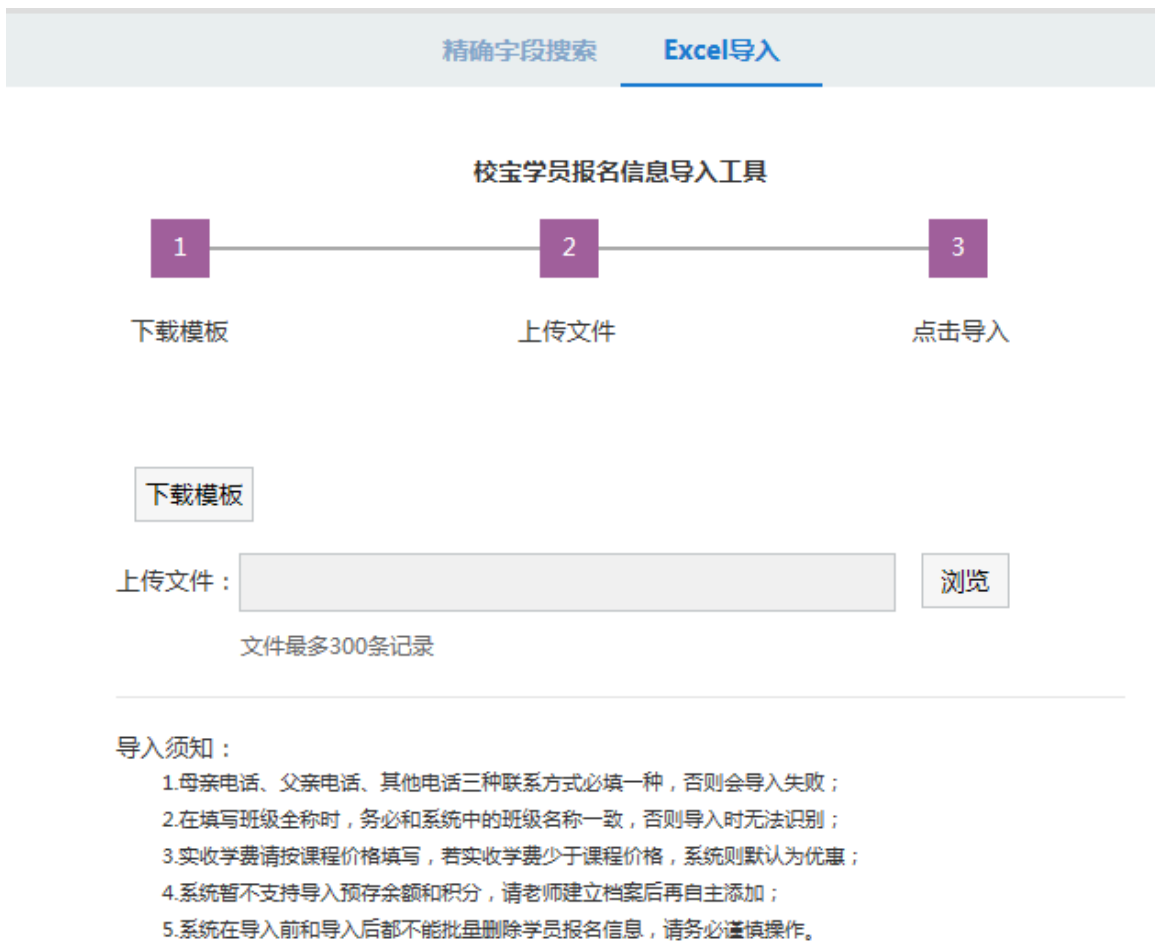 精确字段搜索 Excel导入
校宝学员报名信息导入工具
1 2 3
下载模板 上传文件 点击导入
下载模板
上传文件： 浏览
文件最多300条记录
导入须知：
1.母亲电话、父亲电话、其他电话三种联系方式必填一种，否则会导入失败；
2.在填写班级全称时，务必和系统中的班级名称一致，否则导入时无法识别；
3.实收学费请按课程价格填写，若实收学费少于课程价格，系统则默认为优惠；
4.系统暂不支持导入预存余额和积分，请老师建立档案后再自主添加；
5.系统在导入前和导入后都不能批量删除学员报名信息，请务必谨慎操作。